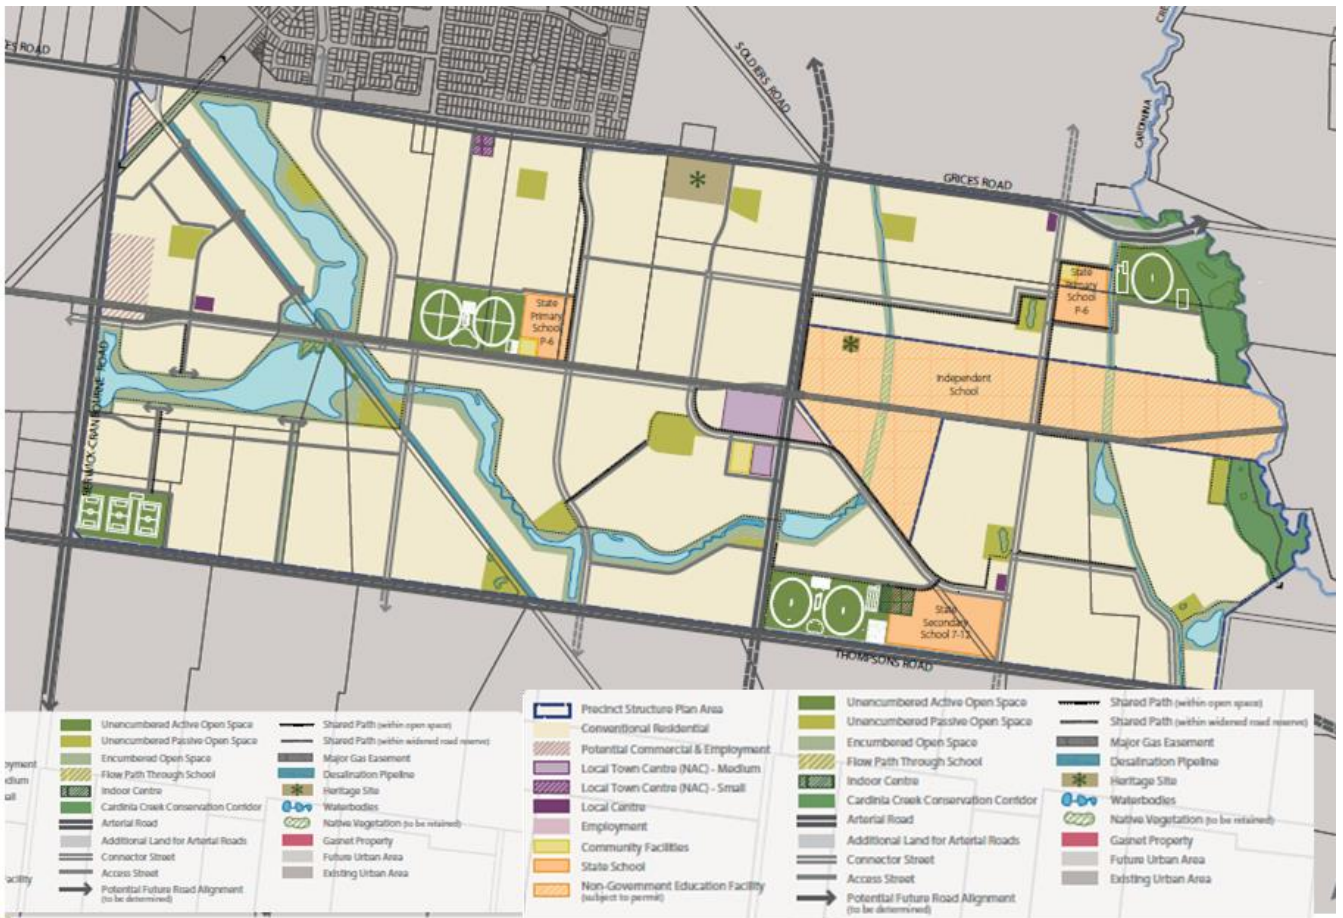 ES ROAD
SOLDIERS ROAD
CRE
CARDINIA
GRICES ROAD
State
Primary
School
P-6
State
Primary
School
P-6
Independent
School
BERWICK-CRANBOURNE ROAD
State
Secondary
School 7-12
THOMPSONS ROAD
oyment
edium
all
acility
Unencumbered Active Open Space
Unencumbered Passive Open Space
Encumbered Open Space
Flow Path Through School
Indoor Centre
Cardinia Creek Conservation Corridor
Arterial Road
Additional Land for Arterial Roads
Connector Street
Access Street
Potential Future Road Alignment
(to be determined)
Shared Path (within open space)
Shared Path (within widened road reserve)
Major Gas Easement
Desalination Pipeline
Heritage Site
Waterbodies
Native Vegetation (to be retained)
Gasnet Property
Future Urban Area
Existing Urban Area
Precinct Structure Plan Area
Conventional Residential
Potential Commercial & Employment
Local Town Centre (NAC) - Medium
Local Town Centre (NAC) - Small
Local Centre
Employment
Community Facilities
State School
Non-Government Education Facility
(subject to permit)
Unencumbered Active Open Space
Unencumbered Passive Open Space
Encumbered Open Space
Flow Path Through School
Indoor Centre
Cardinia Creek Conservation Corridor
Arterial Road
Additional Land for Arterial Roads
Connector Street
Access Street
Potential Future Road Alignment
(to be determined)
Shared Path (within open space)
Shared Path (within widened road reserve)
Major Gas Easement
Desalination Pipeline
Heritage Site
Waterbodies
Native Vegetation (to be retained)
Gasnet Property
Future Urban Area
Existing Urban Area